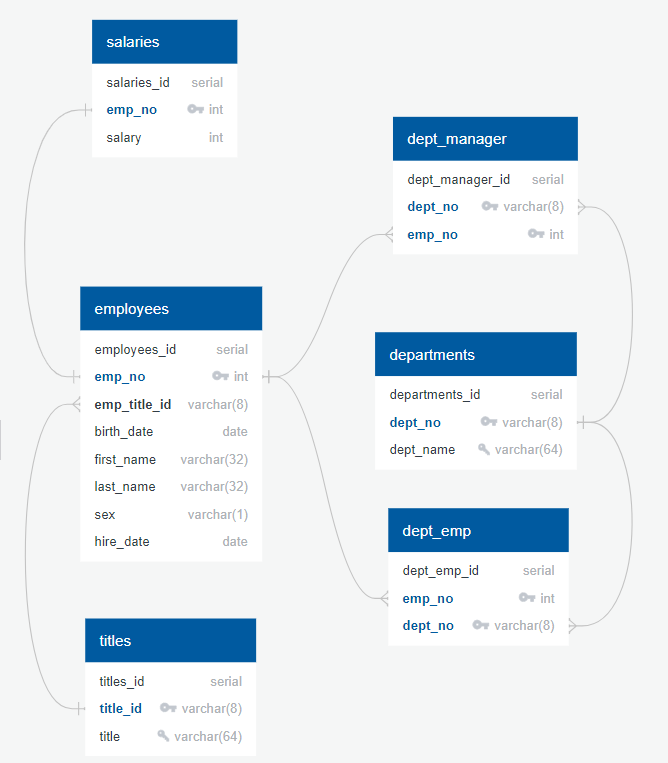 salaries
salaries_id serial
emp_no int
salary int
dept_manager
dept_manager_id serial
dept_no varchar(8)
emp_no int
employees
employees_id serial
emp_no int
emp_title_id varchar(8)
birth_date date
first_name varchar(32)
last_name varchar(32)
sex varchar(1)
hire_date date
departments
departments_id serial
dept_no varchar(8)
dept_name varchar(64)
dept_emp
dept_emp_id serial
emp_no int
dept_no varchar(8)
titles
titles_id serial
title_id varchar(8)
title varchar(64)